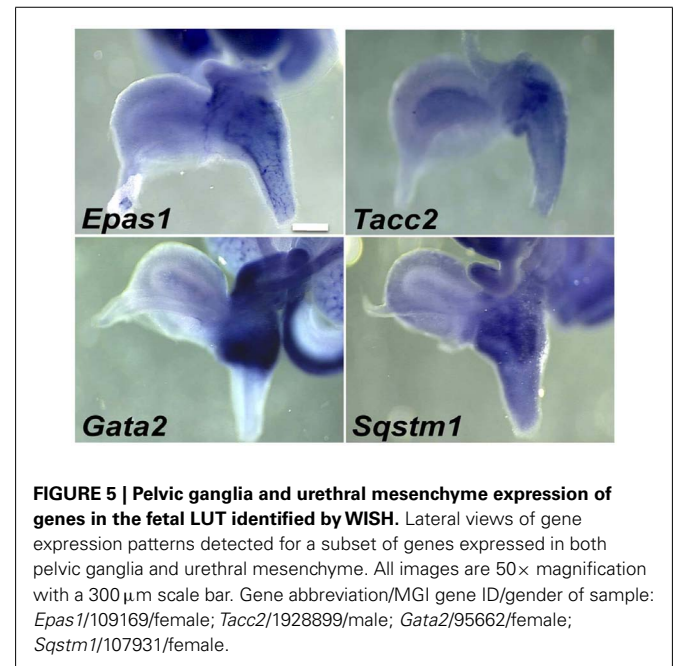 Epas1
Tacc2
Gata2
Sqstm1
FIGURE 5 | Pelvic ganglia and urethral mesenchyme expression of
genes in the fetal LUT identified by WISH. Lateral views of gene
expression patterns detected for a subset of genes expressed in both
pelvic ganglia and urethral mesenchyme. All images are 50× magnification
with a 300 μm scale bar. Gene abbreviation/MGI gene ID/gender of sample:
Epas1/109169/female; Tacc2/1928899/male; Gata2/95662/female;
Sqstm1/107931/female.